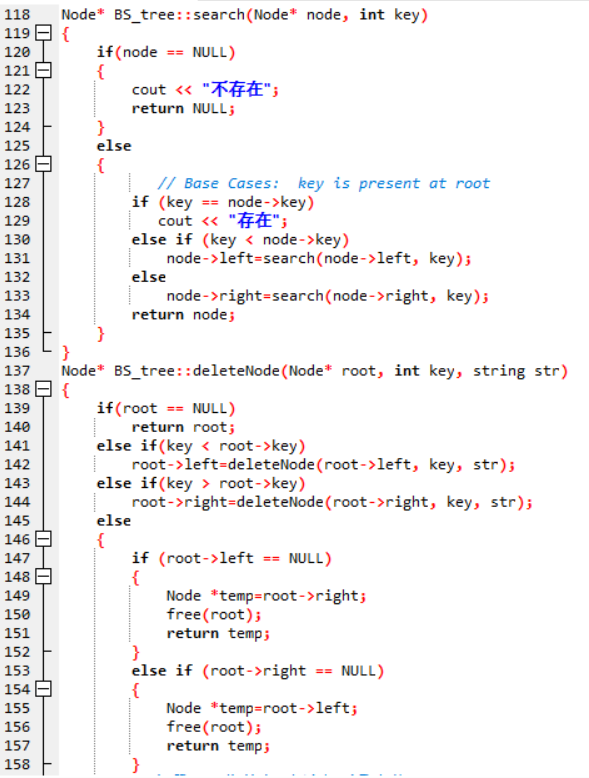 118 Node* BS_tree::search(Node* node, int key)
119 {
120 if(node == NULL)
121 {
122 cout << "不存在";
123 return NULL;
124 }
125 else
126 {
127 // Base Cases:  key is present at root
128 if (key == node->key)
129 cout << "存在";
130 else if (key < node->key)
131 node->left=search(node->left, key);
132 else
133 node->right=search(node->right, key);
134 return node;
135 }
136 }
137 Node* BS_tree::deleteNode(Node* root, int key, string str)
138 {
139 if(root == NULL)
140 return root;
141 else if(key < root->key)
142 root->left=deleteNode(root->left, key, str);
143 else if(key > root->key)
144 root->right=deleteNode(root->right, key, str);
145 else
146 {
147 if (root->left == NULL)
148 {
149 Node *temp=root->right;
150 free(root);
151 return temp;
152 }
153 else if (root->right == NULL)
154 {
155 Node *temp=root->left;
156 free(root);
157 return temp;
158 }